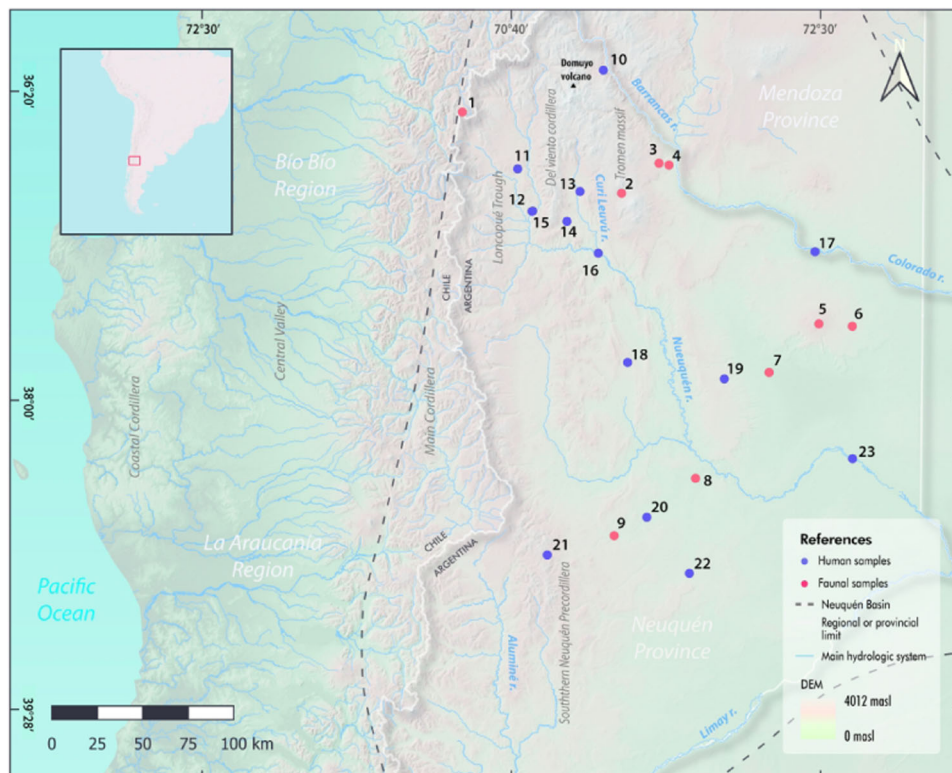 72°30'
70°40'
72°30'
N
36°20'
38°00'
39°28'
Domuyo
volcano
10
Barrancas r.
Mendoza
Province
1
Bío Bío
Region
11
Del viento cordillera
Tromen massif
3
4
13
2
12
15
14
Curi Leuvú r.
Loncopué Trough
16
17
Colorado r.
CHILE
ARGENTINA
5
6
Central Valley
Coastal Cordillera
Main Cordillera
Nueuquén r.
18
19
7
23
8
20
9
21
22
La Araucanía
Region
CHILE
ARGENTINA
Pacific
Ocean
Aluminé r.
Souththern Neuquén Precordillera
Neuquén
Province
Limay r.
References
Human samples
Faunal samples
Neuquén Basin
Regional or provincial
limit
Main hydrologic system
DEM
4012 masl
0 masl
0
25
50
75
100 km